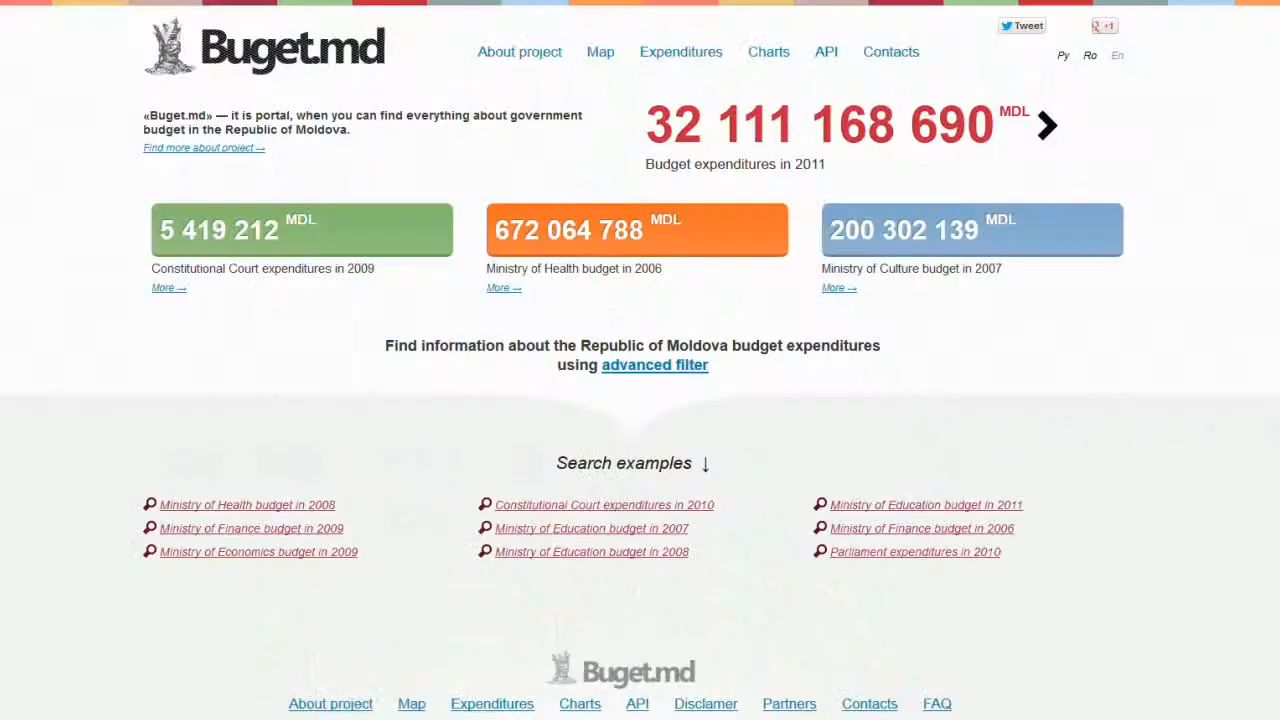 Buget.md
About project Map Expenditures Charts API Contacts
Tweet
+1
Ру Ro En
«Buget.md» — it is portal, when you can find everything about government
budget in the Republic of Moldova.
Find more about project →
32 111 168 690 MDL
Budget expenditures in 2011
5 419 212 MDL
Constitutional Court expenditures in 2009
More →
672 064 788 MDL
Ministry of Health budget in 2006
More →
200 302 139 MDL
Ministry of Culture budget in 2007
More →
Find information about the Republic of Moldova budget expenditures
using advanced filter
Search examples ↓
Ministry of Health budget in 2008
Ministry of Finance budget in 2009
Ministry of Economics budget in 2009
Constitutional Court expenditures in 2010
Ministry of Education budget in 2007
Ministry of Education budget in 2008
Ministry of Education budget in 2011
Ministry of Finance budget in 2006
Parliament expenditures in 2010
Buget.md
About project Map Expenditures Charts API Disclamer Partners Contacts FAQ